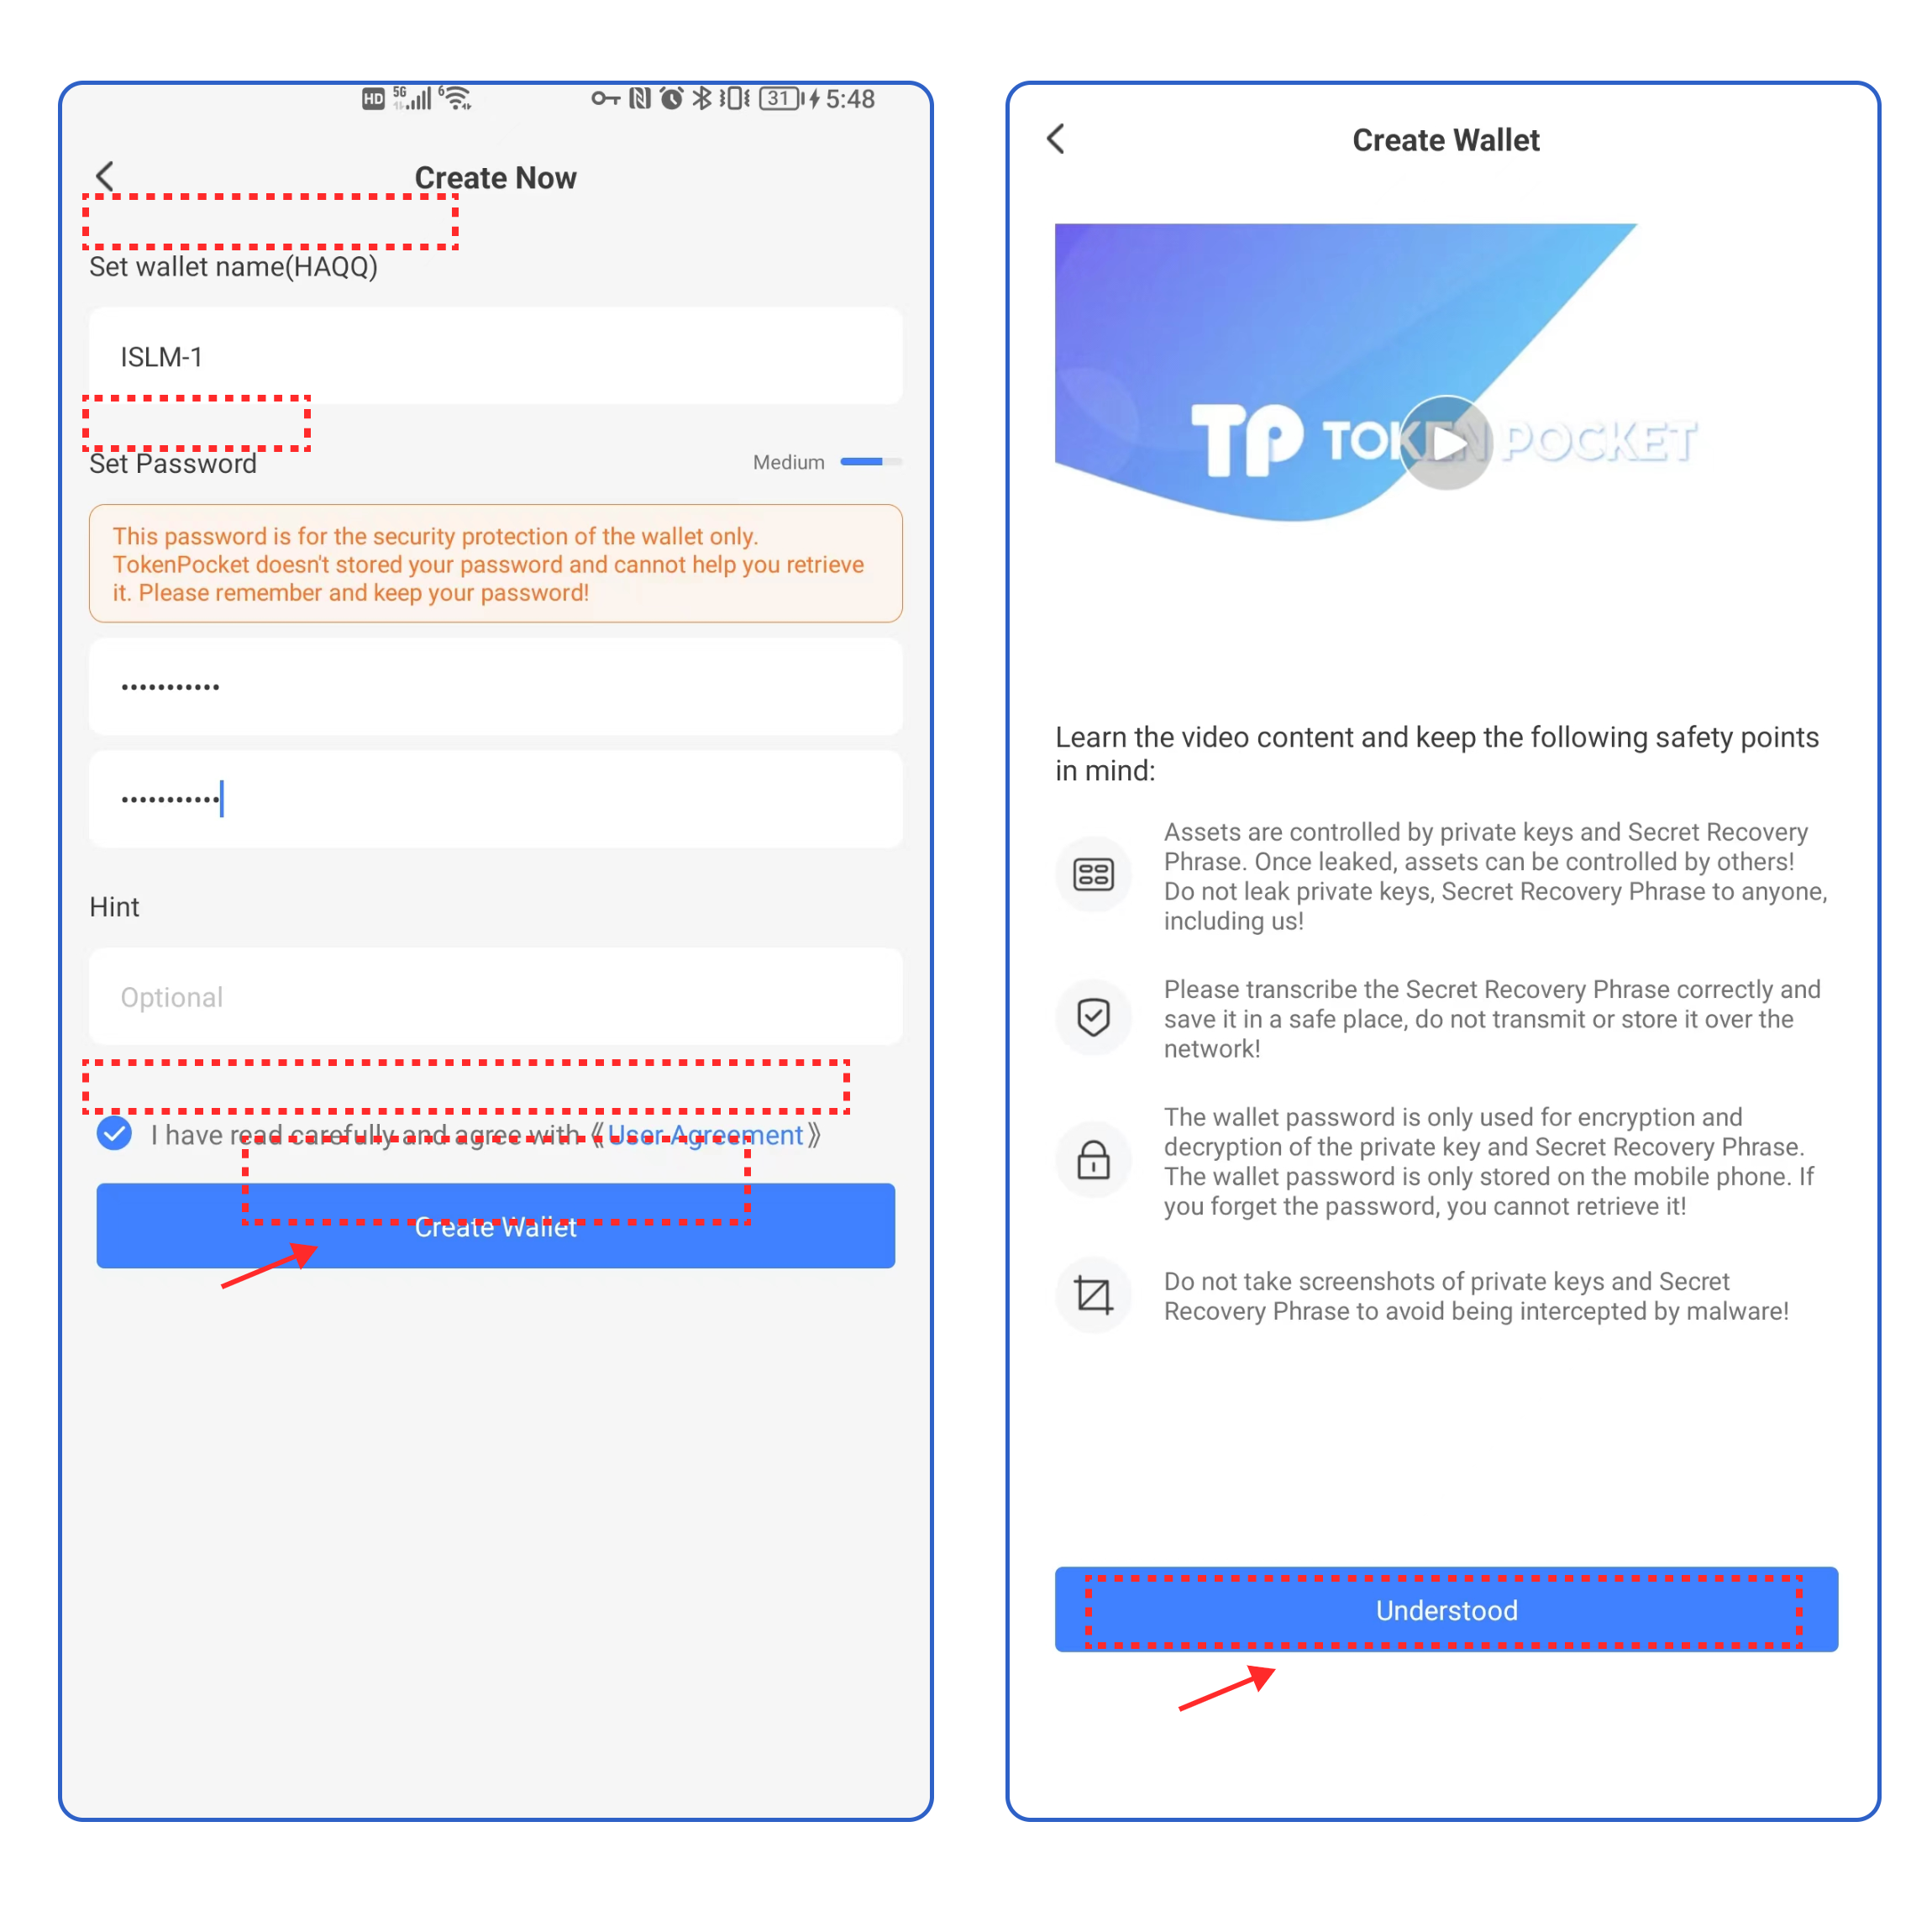 HD 5G 6 31 5:48
Create Now
Set wallet name(HAQQ)
ISLM-1
Set Password
Medium
This password is for the security protection of the wallet only.
TokenPocket doesn't stored your password and cannot help you retrieve
it. Please remember and keep your password!
•••••••••••
•••••••••••
Hint
Optional
I have read carefully and agree with《User Agreement》
Create Wallet
Create Wallet
TP TOKEN POCKET
Learn the video content and keep the following safety points
in mind:
Assets are controlled by private keys and Secret Recovery
Phrase. Once leaked, assets can be controlled by others!
Do not leak private keys, Secret Recovery Phrase to anyone,
including us!
Please transcribe the Secret Recovery Phrase correctly and
save it in a safe place, do not transmit or store it over the
network!
The wallet password is only used for encryption and
decryption of the private key and Secret Recovery Phrase.
The wallet password is only stored on the mobile phone. If
you forget the password, you cannot retrieve it!
Do not take screenshots of private keys and Secret
Recovery Phrase to avoid being intercepted by malware!
Understood